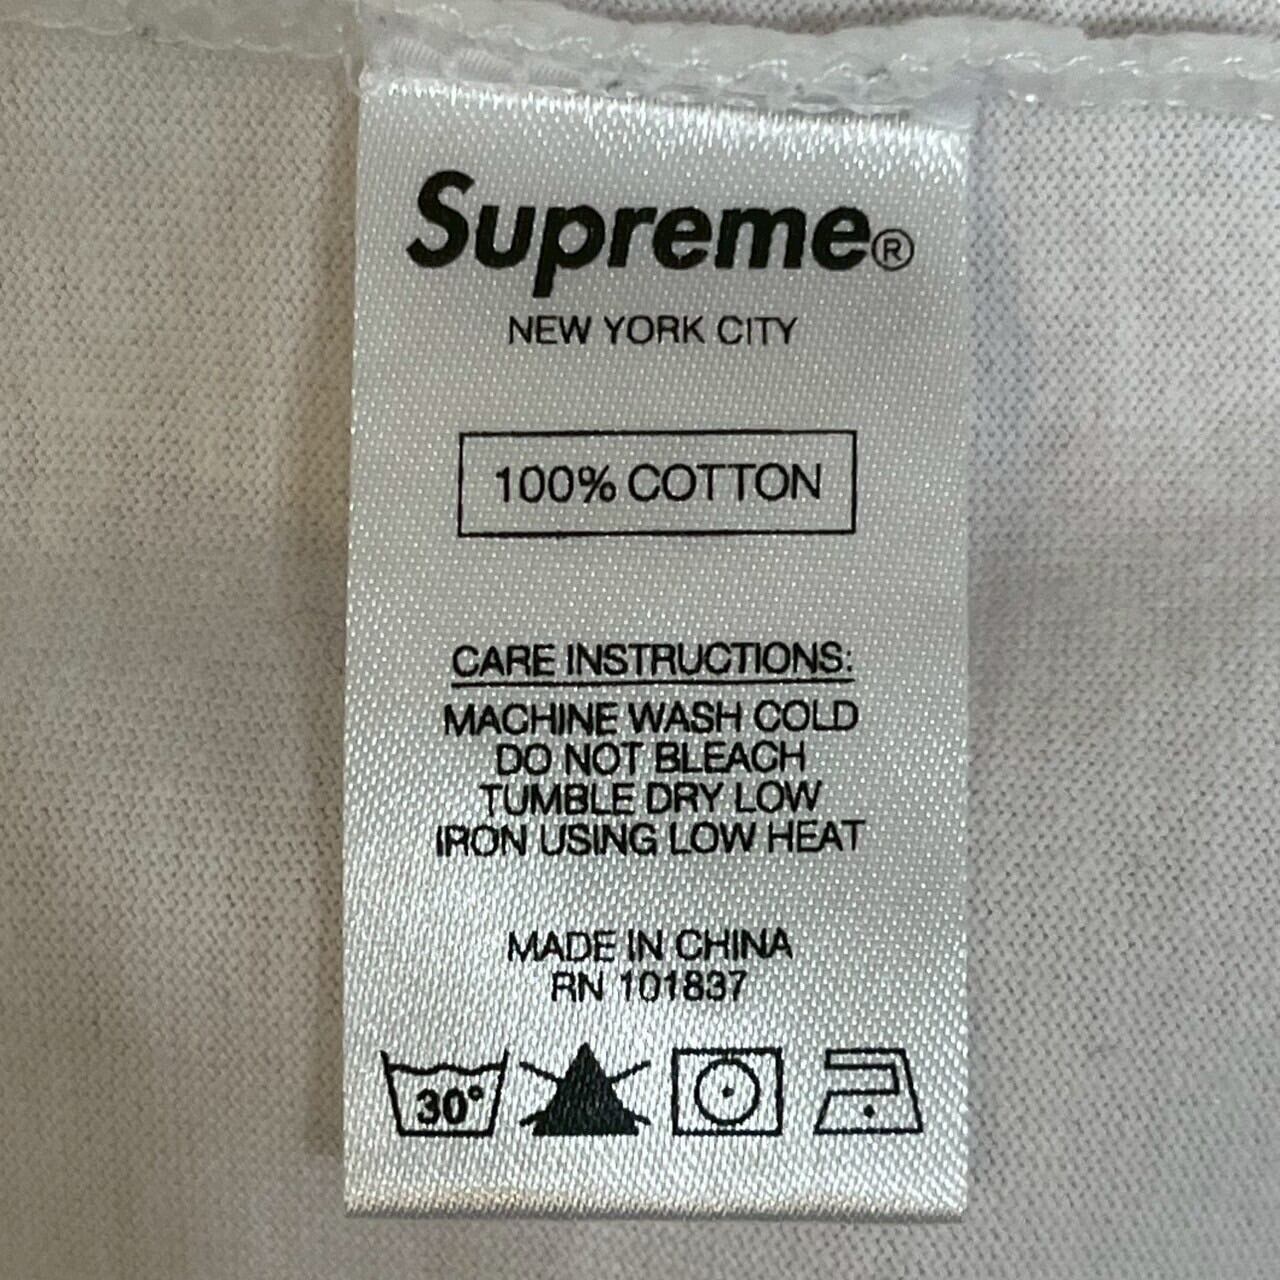 Supreme®
NEW YORK CITY
100% COTTON
CARE INSTRUCTIONS:
MACHINE WASH COLD
DO NOT BLEACH
TUMBLE DRY LOW
IRON USING LOW HEAT
MADE IN CHINA
RN 101837
30°